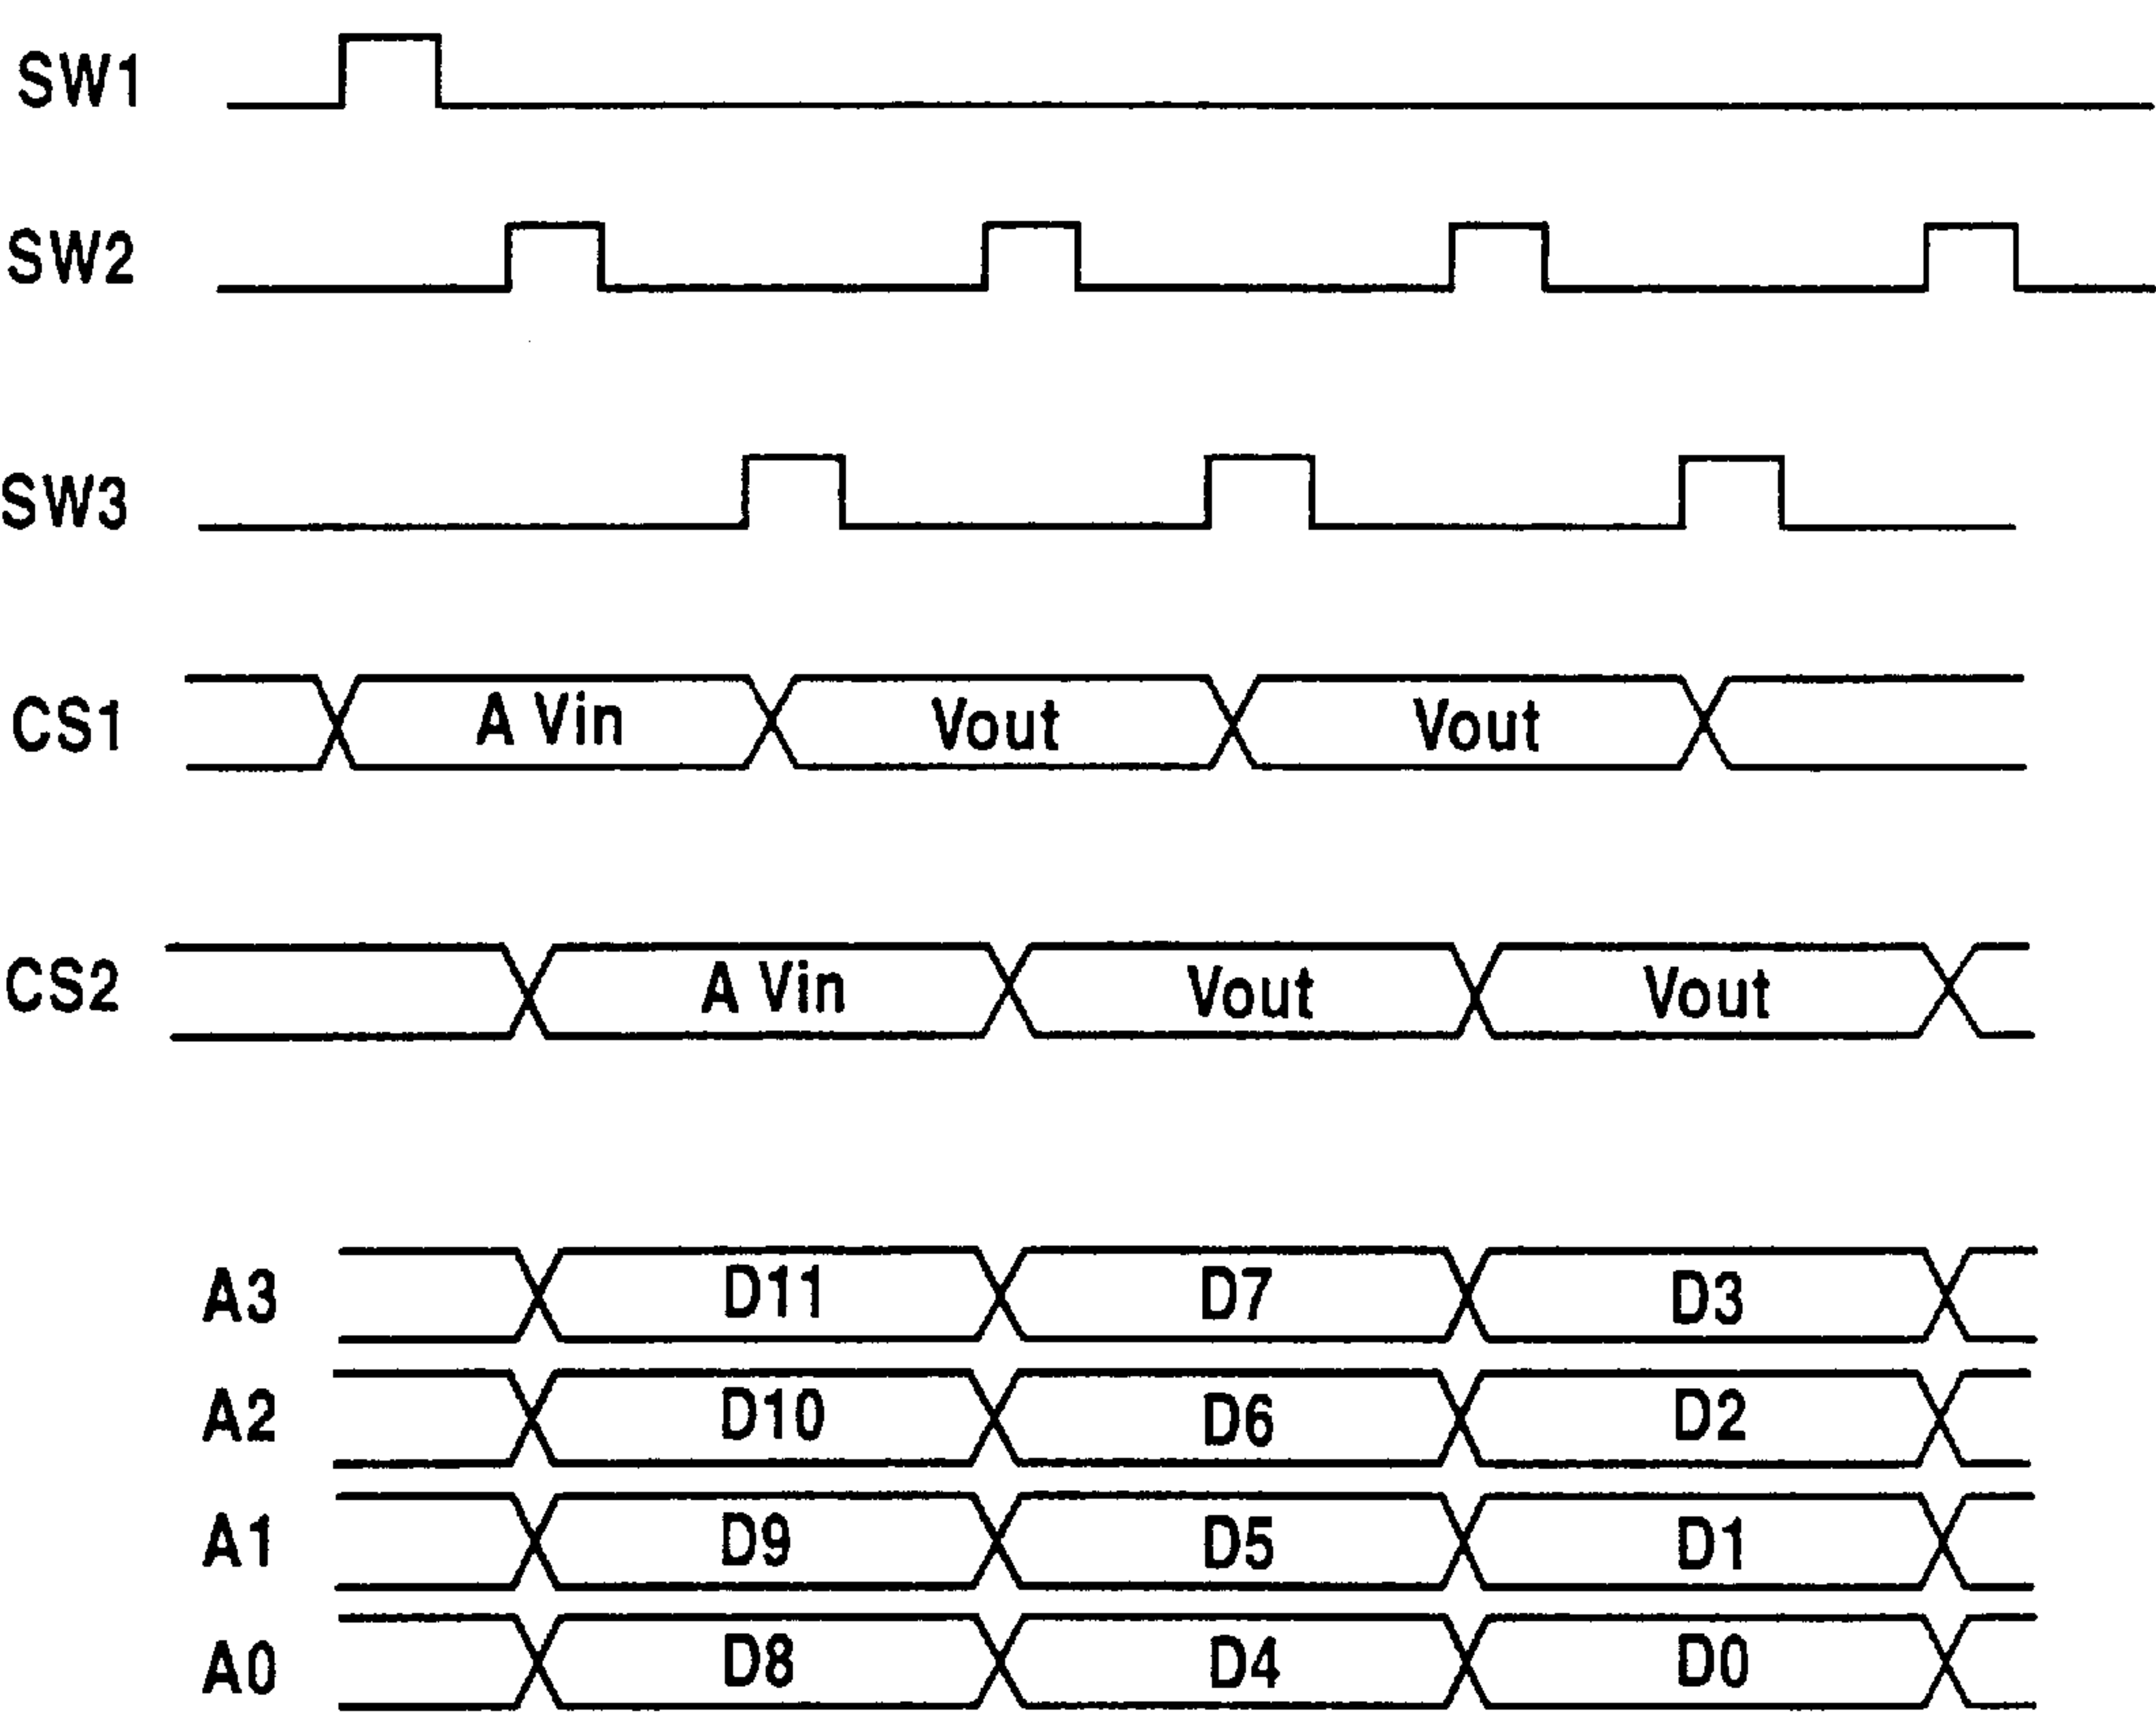 SW1
SW2
SW3
CS1 A Vin Vout Vout
CS2 A Vin Vout Vout
A3 D11 D7 D3
A2 D10 D6 D2
A1 D9 D5 D1
A0 D8 D4 D0